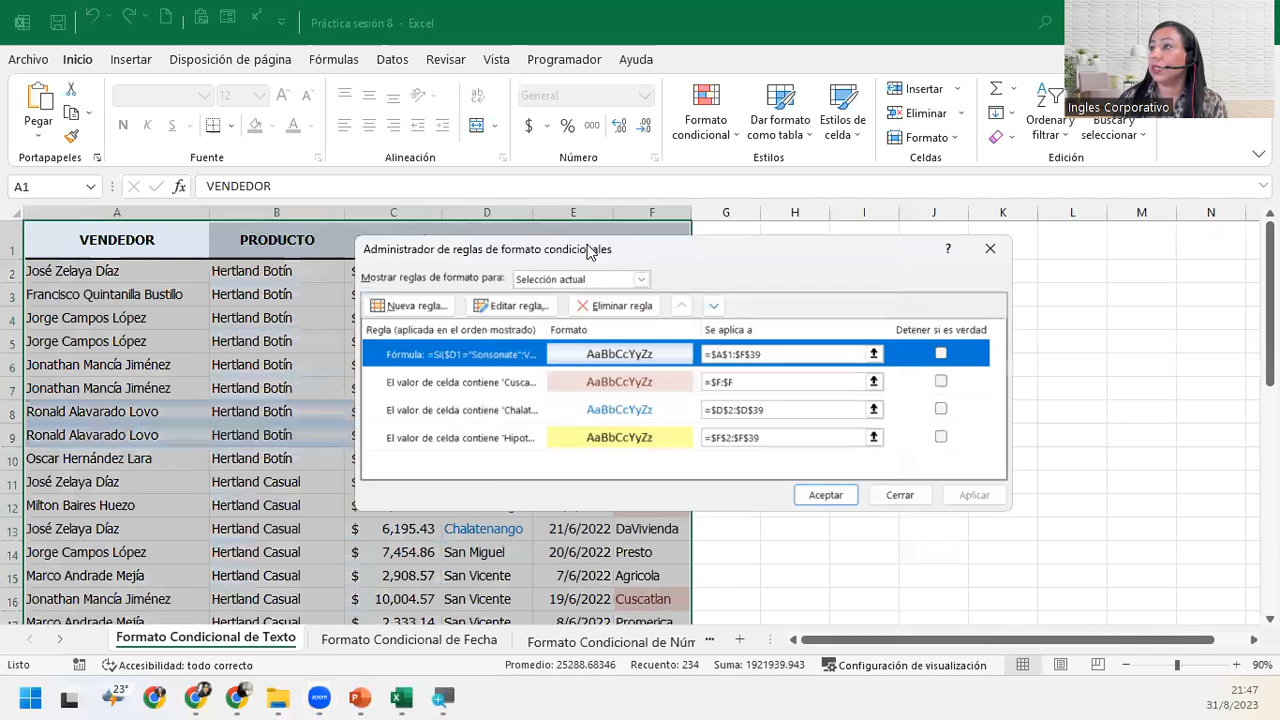 Práctica sesión 8 - Excel
Archivo Inicio Insertar Disposición de página Fórmulas Datos Revisar Vista Programador Ayuda
Ingles Corporativo
Pegar
12
General
N K S
$ % 000
Formato condicional
Dar formato como tabla
Estilos de celda
Insertar
Eliminar
Formato
Ordenar y filtrar
Buscar y seleccionar
Portapapeles Fuente Alineación Número Estilos Celdas Edición
A1 fx VENDEDOR
A B C D E F G H I J K L M N
1 VENDEDOR PRODUCTO
2 José Zelaya Díaz Hertland Botín
3 Francisco Quintanilla Bustillo Hertland Botín
4 Jorge Campos López Hertland Botín
5 Jorge Campos López Hertland Botín
6 Jonathan Mancía Jiménez Hertland Botín
7 Jonathan Mancía Jiménez Hertland Botín
8 Ronald Alavarado Lovo Hertland Botín
9 Ronald Alavarado Lovo Hertland Botín
10 Oscar Hernández Lara Hertland Botín
11 José Zelaya Díaz Hertland Casual
12 Milton Baires Huezo Hertland Casual
13 José Zelaya Díaz Hertland Casual $ 6,195.43 Chalatenango 21/6/2022 DaVivienda
14 Jorge Campos López Hertland Casual $ 7,454.86 San Miguel 20/6/2022 Presto
15 Marco Andrade Mejía Hertland Casual $ 2,908.57 San Vicente 7/6/2022 Agricola
16 Jonathan Mancía Jiménez Hertland Casual $ 10,004.57 San Vicente 19/6/2022 Cuscatlan
Marco Andrade Mejía Hertland Casual $ 2,333.14 San Vicente 8/6/2022 Promerica
Administrador de reglas de formato condicionales ?
Mostrar reglas de formato para: Selección actual
Nueva regla... Editar regla... Eliminar regla
Regla (aplicada en el orden mostrado) Formato Se aplica a Detener si es verdad
Fórmula: =SI($D1="Sonsonate";V... AaBbCcYyZz =$A$1:$F$39
El valor de celda contiene 'Cusca... AaBbCcYyZz =$F:$F
El valor de celda contiene 'Chalat... AaBbCcYyZz =$D$2:$D$39
El valor de celda contiene 'Hipot... AaBbCcYyZz =$F$2:$F$39
Aceptar Cerrar Aplicar
Formato Condicional de Texto Formato Condicional de Fecha Formato Condicional de Núm ...
Listo Accesibilidad: todo correcto Promedio: 25288.68346 Recuento: 234 Suma: 1921939.943 Configuración de visualización 90%
23°
zoom
21:47
31/8/2023